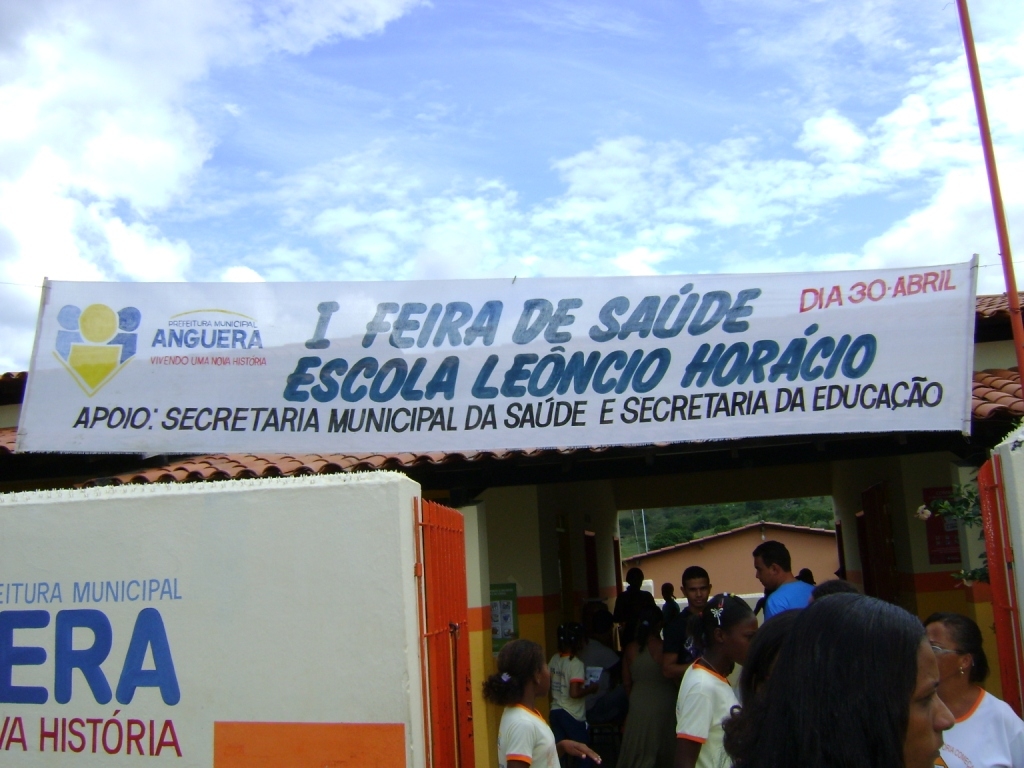 PREFEITURA MUNICIPAL
ANGUERA
VIVENDO UMA NOVA HISTÓRIA
I FEIRA DE SAÚDE
DIA 30 ABRIL
ESCOLA LEÔNCIO HORÁCIO
APOIO: SECRETARIA MUNICIPAL DA SAÚDE E SECRETARIA DA EDUCAÇÃO
EITURA MUNICIPAL
ERA
VA HISTÓRIA